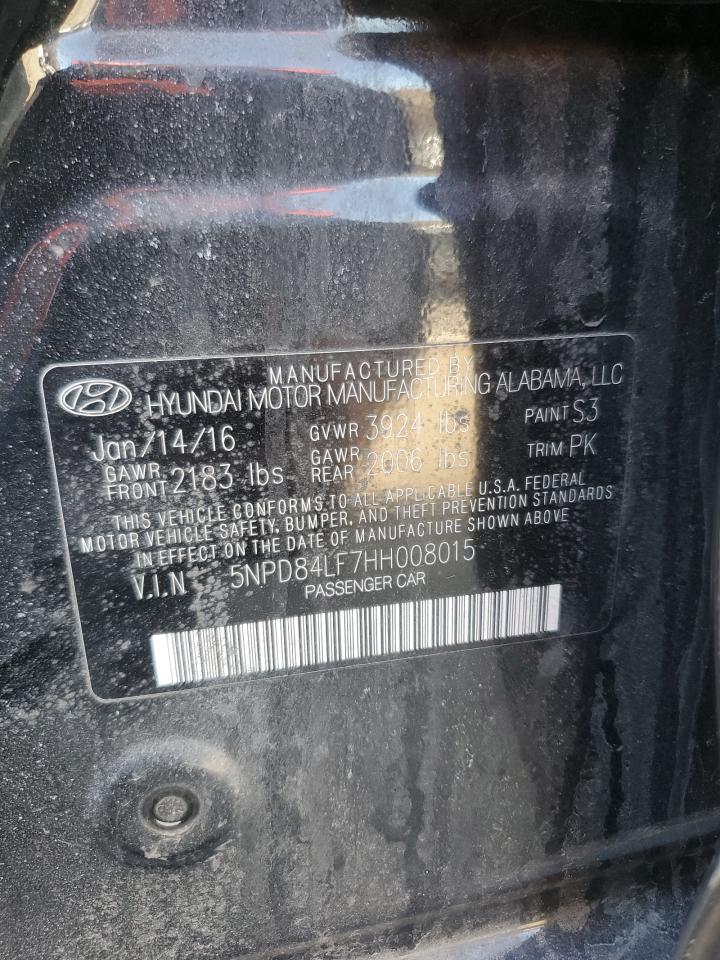 MANUFACTURED BY
HYUNDAI MOTOR MANUFACTURING ALABAMA, LLC
Jan/14/16 GVWR 3924 lbs PAINT S3
GAWR FRONT 2183 lbs GAWR REAR 2006 lbs TRIM PK
THIS VEHICLE CONFORMS TO ALL APPLICABLE U.S.A. FEDERAL
MOTOR VEHICLE SAFETY, BUMPER, AND THEFT PREVENTION STANDARDS
IN EFFECT ON THE DATE OF MANUFACTURE SHOWN ABOVE
V.I.N 5NPD84LF7HH008015
PASSENGER CAR